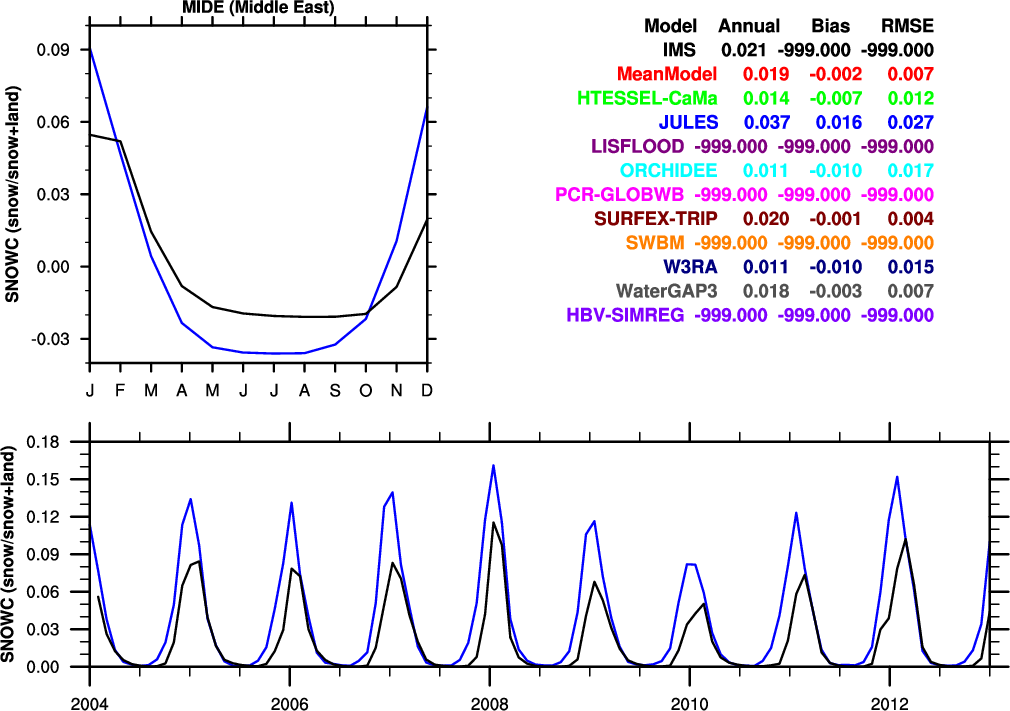 MIDE (Middle East)
SNOWC (snow/snow+land)
0.09
0.06
0.03
0.00
-0.03
J F M A M J J A S O N D
Model Annual Bias RMSE
IMS 0.021 -999.000 -999.000
MeanModel 0.019 -0.002 0.007
HTESSEL-CaMa 0.014 -0.007 0.012
JULES 0.037 0.016 0.027
LISFLOOD -999.000 -999.000 -999.000
ORCHIDEE 0.011 -0.010 0.017
PCR-GLOBWB -999.000 -999.000 -999.000
SURFEX-TRIP 0.020 -0.001 0.004
SWBM -999.000 -999.000 -999.000
W3RA 0.011 -0.010 0.015
WaterGAP3 0.018 -0.003 0.007
HBV-SIMREG -999.000 -999.000 -999.000
SNOWC (snow/snow+land)
0.18
0.15
0.12
0.09
0.06
0.03
0.00
2004 2006 2008 2010 2012